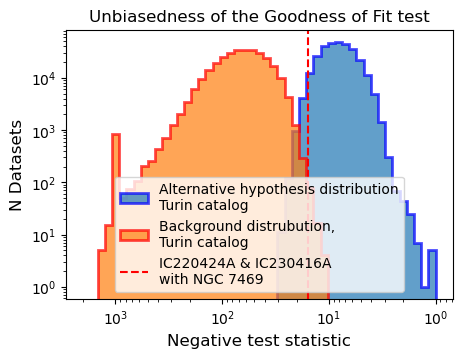 Unbiasedness of the Goodness of Fit test
N Datasets
10⁴
10³
10²
10¹
10⁰
Alternative hypothesis distribution
Turin catalog
Background distrubution,
Turin catalog
IC220424A & IC230416A
with NGC 7469
10³ 10² 10¹ 10⁰
Negative test statistic